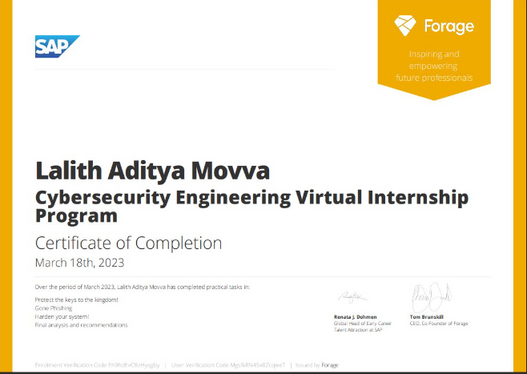 SAP
Forage
Inspiring and
empowering
future professionals
Lalith Aditya Movva
Cybersecurity Engineering Virtual Internship
Program
Certificate of Completion
March 18th, 2023
Over the period of March 2023, Lalith Aditya Movva has completed practical tasks in:
Protect the keys to the kingdom!
Gone Phishing
Harden your system!
Final analysis and recommendations
Renata J. Dohmen
Global Head of Early Career
Talent Attraction at SAP
Tom Brunskill
CEO, Co-Founder of Forage
Enrolment Verification Code | User Verification Code | Issued by Forage